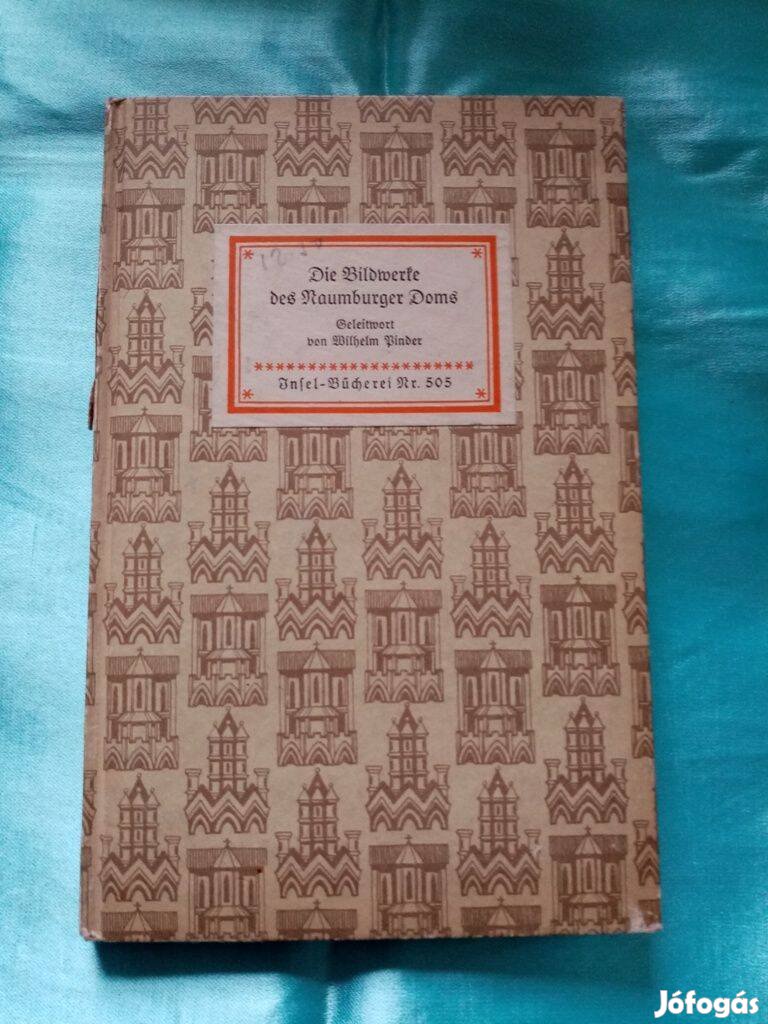 Die Bildwerke
des Naumburger Doms
Geleitwort
von Wilhelm Pinder
Insel-Bücherei Nr. 505
Jófogás